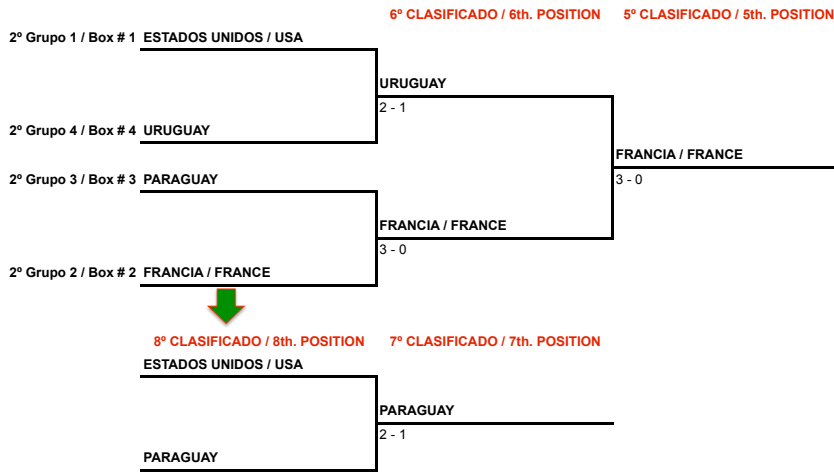 6º CLASIFICADO / 6th. POSITION 5º CLASIFICADO / 5th. POSITION
2º Grupo 1 / Box # 1 ESTADOS UNIDOS / USA
URUGUAY
2 - 1
2º Grupo 4 / Box # 4 URUGUAY
FRANCIA / FRANCE
2º Grupo 3 / Box # 3 PARAGUAY
3 - 0
FRANCIA / FRANCE
3 - 0
2º Grupo 2 / Box # 2 FRANCIA / FRANCE
8º CLASIFICADO / 8th. POSITION 7º CLASIFICADO / 7th. POSITION
ESTADOS UNIDOS / USA
PARAGUAY
2 - 1
PARAGUAY